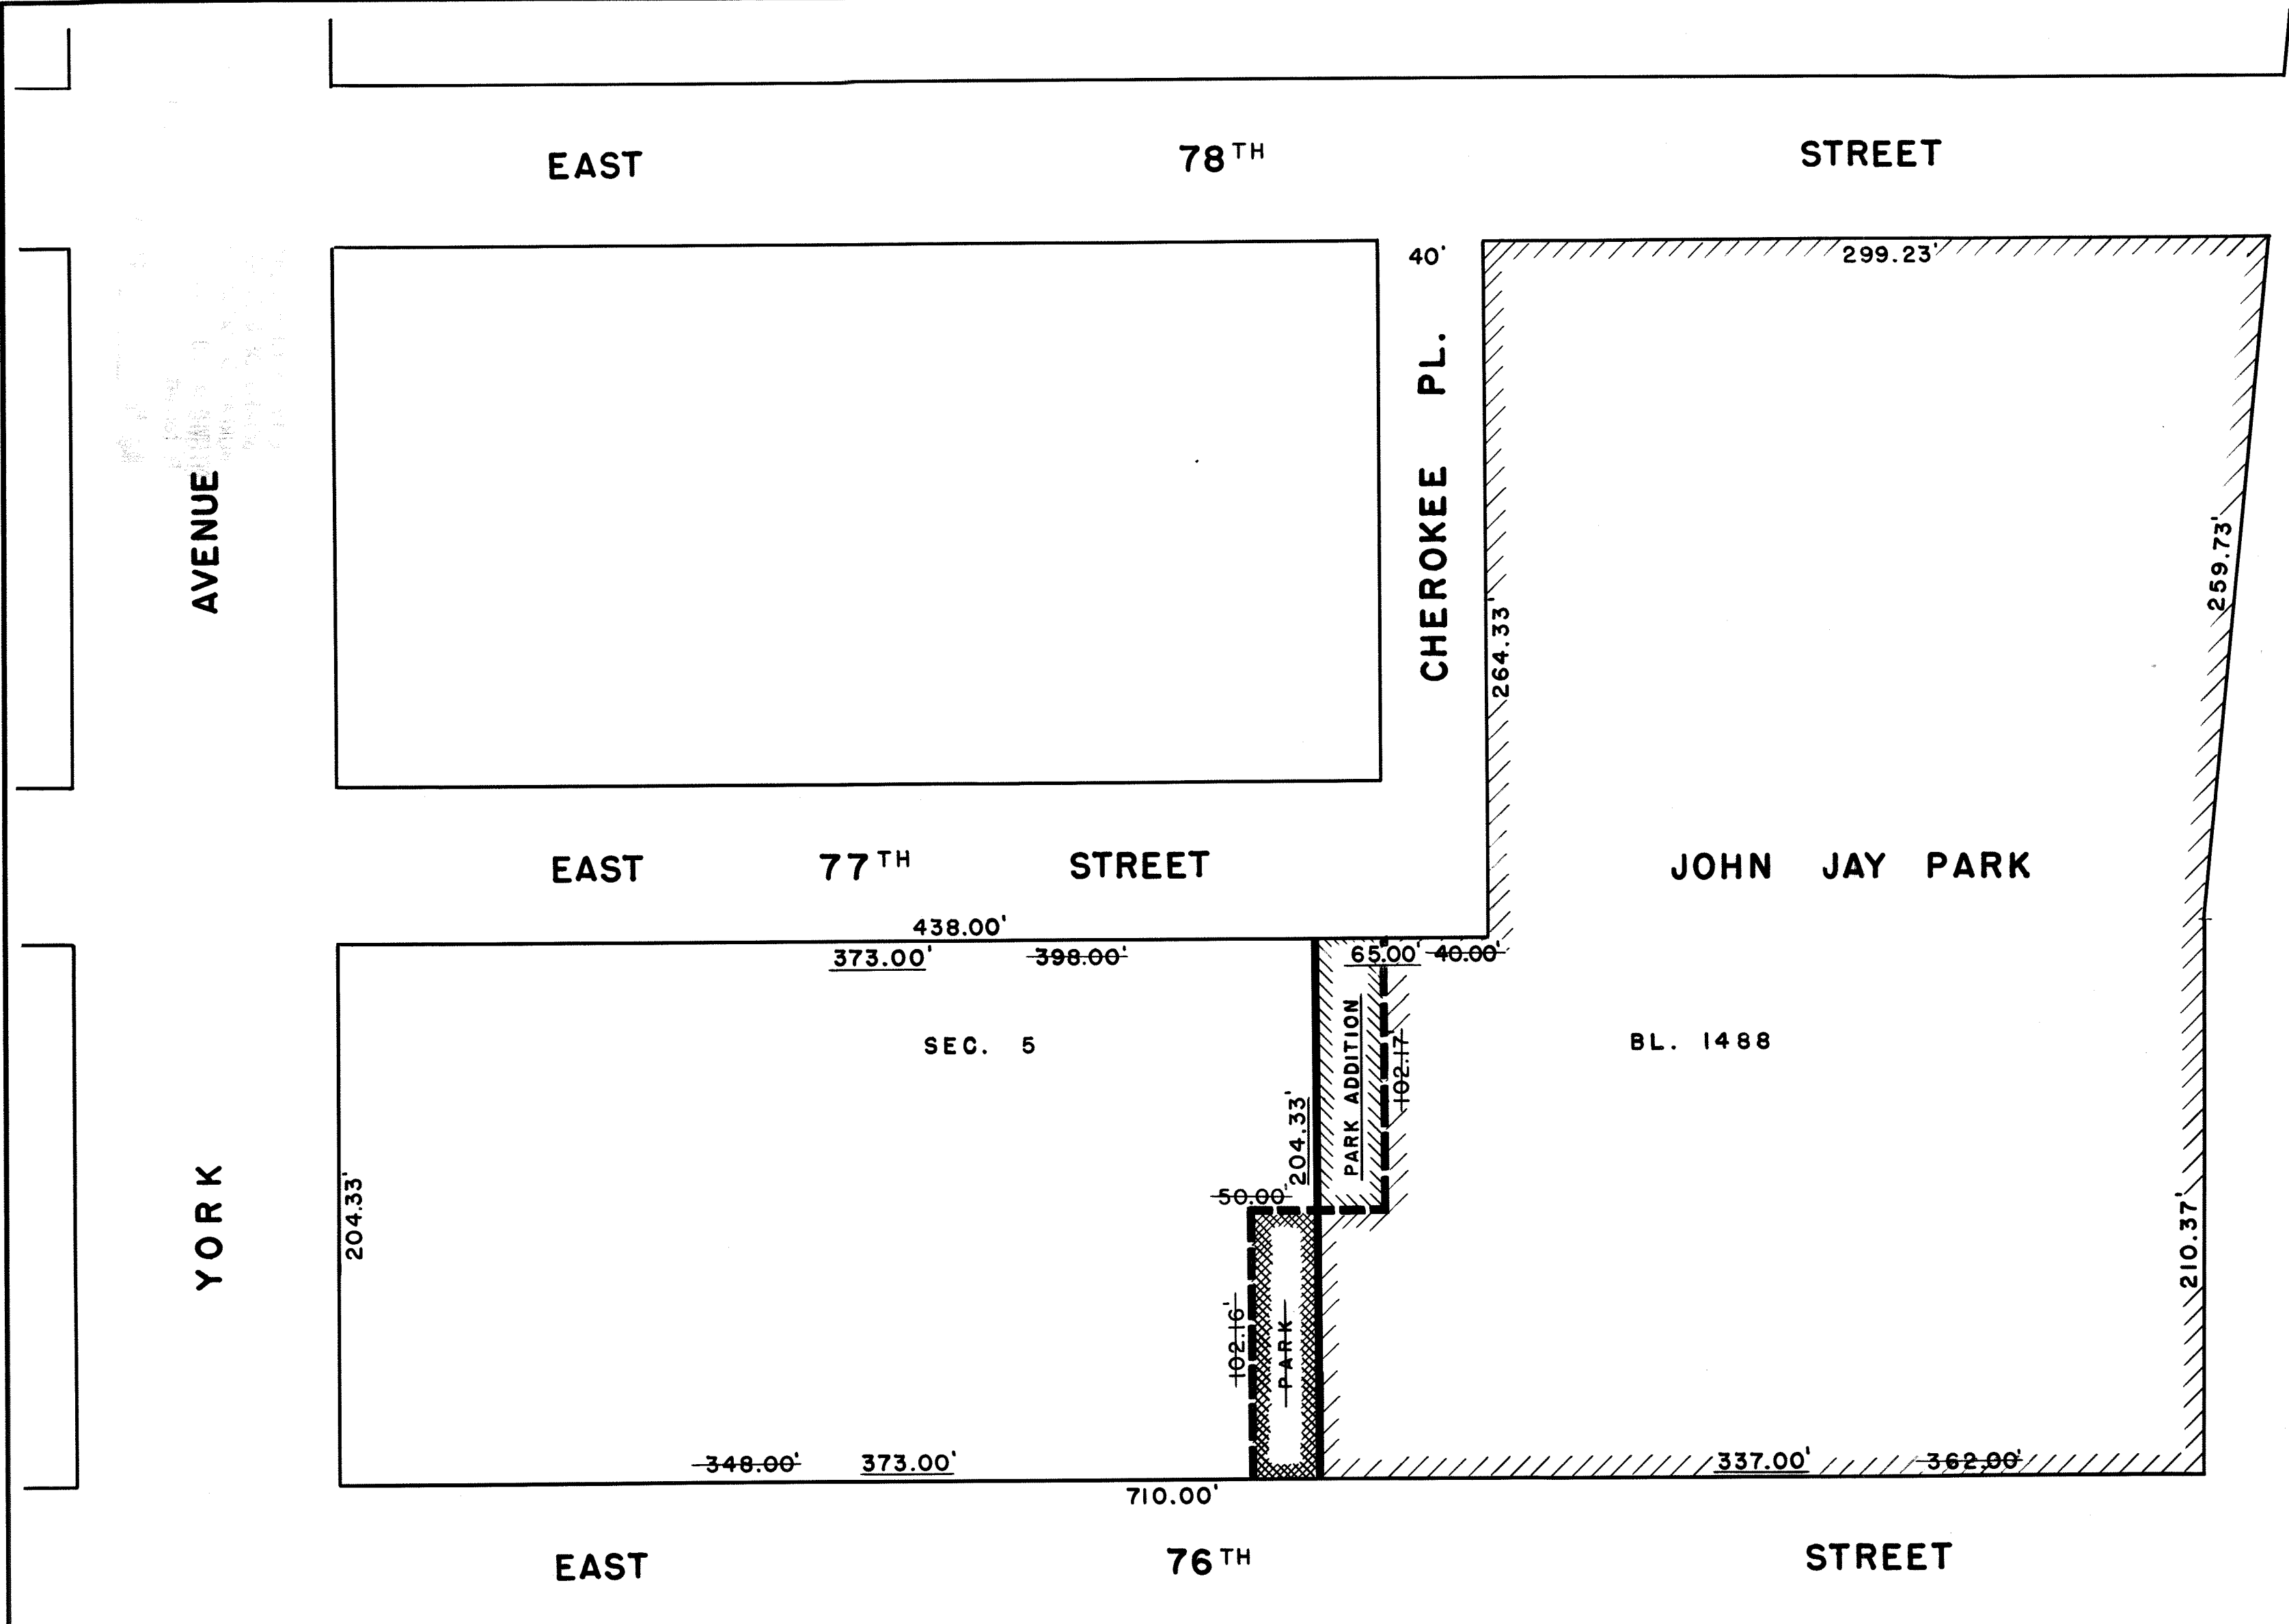 EAST 78TH STREET
40'
299.23'
CHEROKEE PL.
AVENUE
259.73'
264.33'
EAST 77TH STREET
JOHN JAY PARK
438.00'
373.00' 398.00' 65.00' 40.00'
SEC. 5
BL. 1488
PARK ADDITION
102.17'
204.33'
50.00'
YORK
204.33'
210.37'
102.16'
PARK
348.00' 373.00' 337.00' 362.00'
710.00'
EAST 76TH STREET